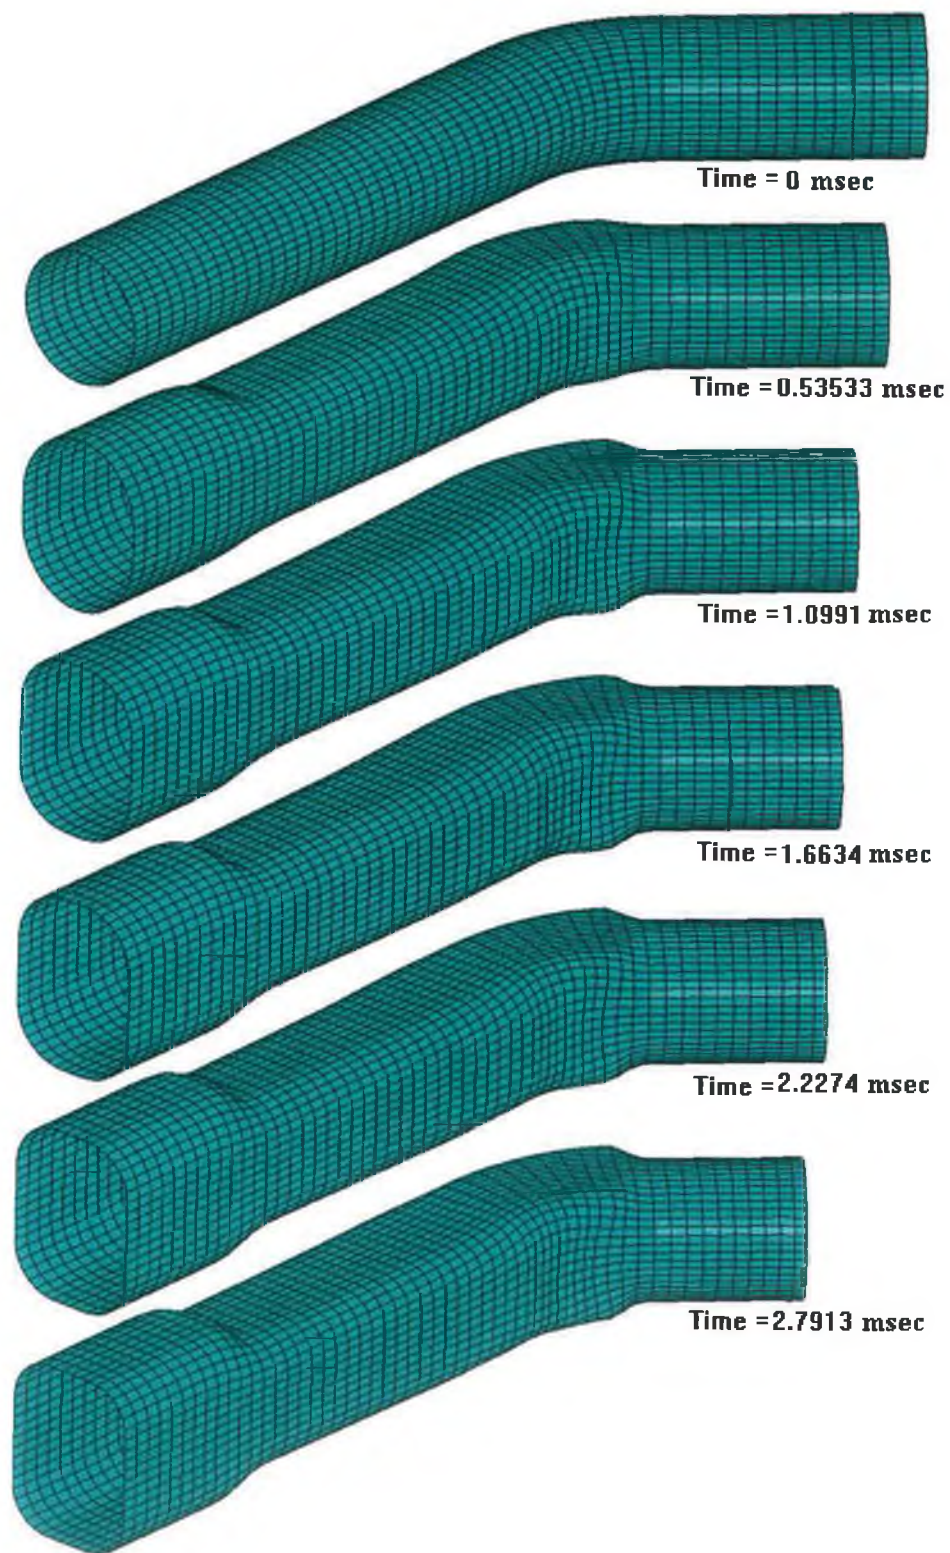 Time = 0 msec
Time =0.53533 msec
Time =1.0991 msec
Time =1.6634 msec
Time =2.2274 msec
Time =2.7913 msec